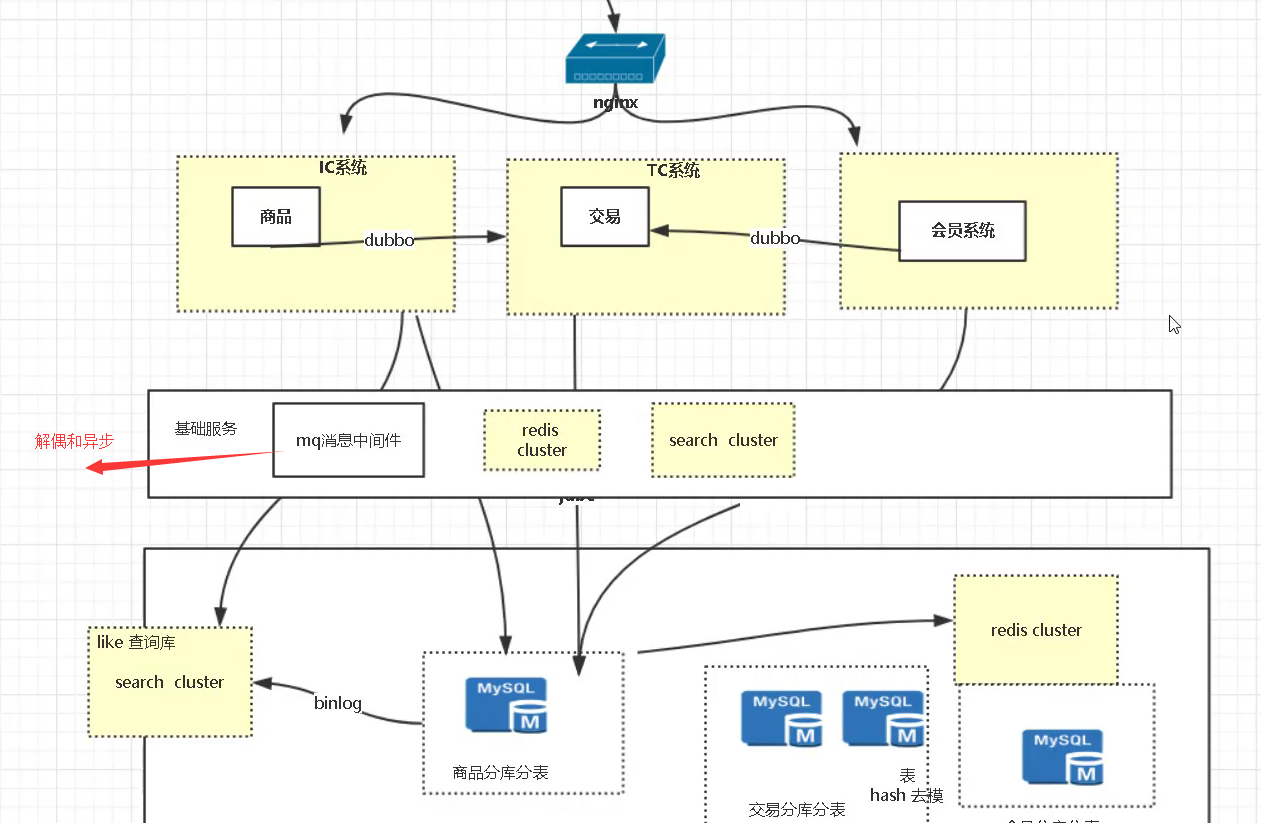 nginx
IC系统
TC系统
商品
交易
会员系统
dubbo
dubbo
基础服务
mq消息中间件
redis
cluster
search cluster
解偶和异步
like 查询库
search cluster
binlog
MySQL
M
商品分库分表
MySQL
M
MySQL
M
表
hash 去摸
交易分库分表
redis cluster
MySQL
M